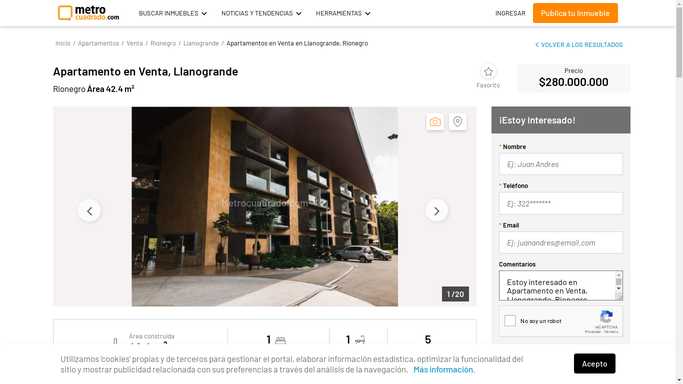 metro
cuadrado.com
BUSCAR INMUEBLES
NOTICIAS Y TENDENCIAS
HERRAMIENTAS
INGRESAR
Publica tu inmueble
Inicio / Apartamentos / Venta / Rionegro / Llanogrande / Apartamentos en Venta en Llanogrande, Rionegro
VOLVER A LOS RESULTADOS
Apartamento en Venta, Llanogrande
Rionegro Área 42.4 m²
Favorito
Precio
$280.000.000
Metrocuadrado.com
1 / 20
¡Estoy Interesado!
* Nombre
Ej: Juan Andres
* Teléfono
Ej: 322*******
* Email
Ej: juanandres@email.com
Comentarios
Estoy interesado en
Apartamento en Venta,
Llanogrande, Rionegro
No soy un robot
reCAPTCHA
Privacidad - Términos
Área construida
1
1
5
Utilizamos 'cookies' propias y de terceros para gestionar el portal, elaborar información estadística, optimizar la funcionalidad del
sitio y mostrar publicidad relacionada con sus preferencias a través del análisis de la navegación. Más información.
Acepto